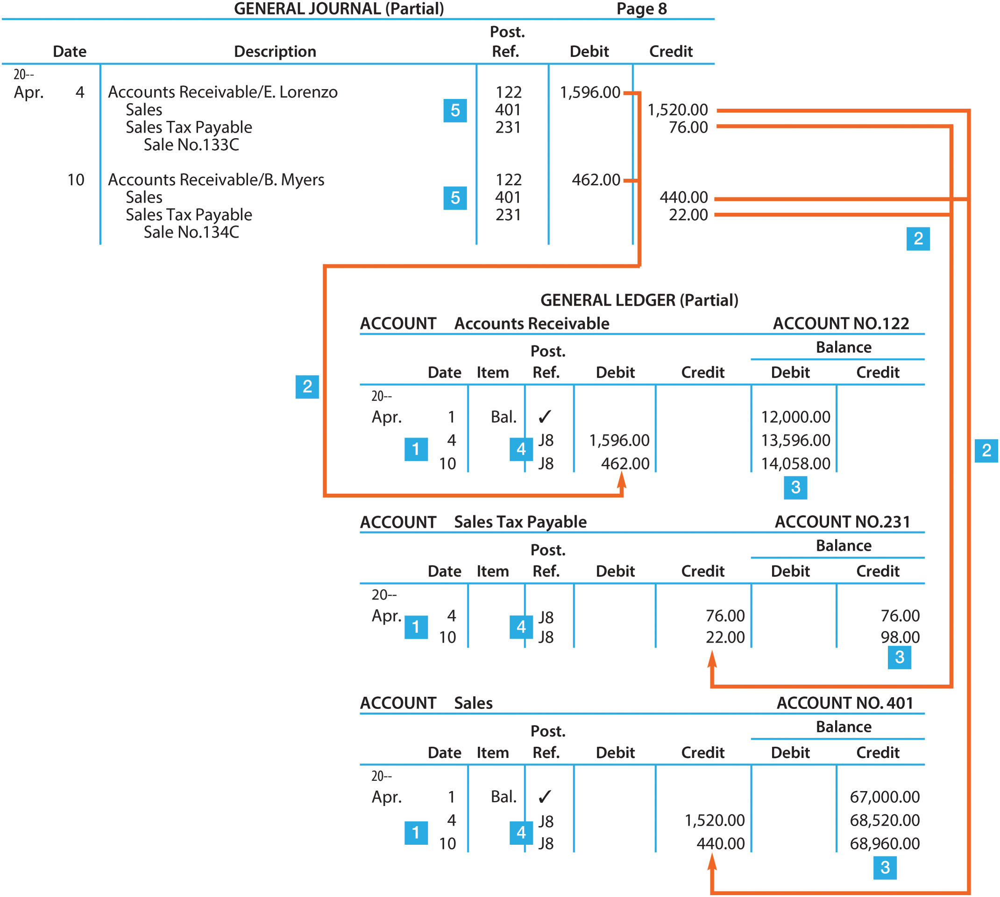 GENERAL JOURNAL (Partial) Page 8
Post.
Date Description Ref. Debit Credit
20--
Apr. 4 Accounts Receivable/E. Lorenzo 122 1,596.00
Sales 5 401 1,520.00
Sales Tax Payable 231 76.00
Sale No.133C
10 Accounts Receivable/B. Myers 122 462.00
Sales 5 401 440.00
Sales Tax Payable 231 22.00
Sale No.134C
2
GENERAL LEDGER (Partial)
ACCOUNT Accounts Receivable ACCOUNT NO.122
Balance
Post.
Date Item Ref. Debit Credit Debit Credit
2
20--
Apr. 1 Bal. ✓ 12,000.00
4 J8 1,596.00 13,596.00
1 4 2
10 J8 462.00 14,058.00
3
ACCOUNT Sales Tax Payable ACCOUNT NO.231
Balance
Post.
Date Item Ref. Debit Credit Debit Credit
20--
Apr. 4 J8 76.00 76.00
1 4
10 J8 22.00 98.00
3
ACCOUNT Sales ACCOUNT NO. 401
Balance
Post.
Date Item Ref. Debit Credit Debit Credit
20--
Apr. 1 Bal. ✓ 67,000.00
4 J8 1,520.00 68,520.00
1 4
10 J8 440.00 68,960.00
3